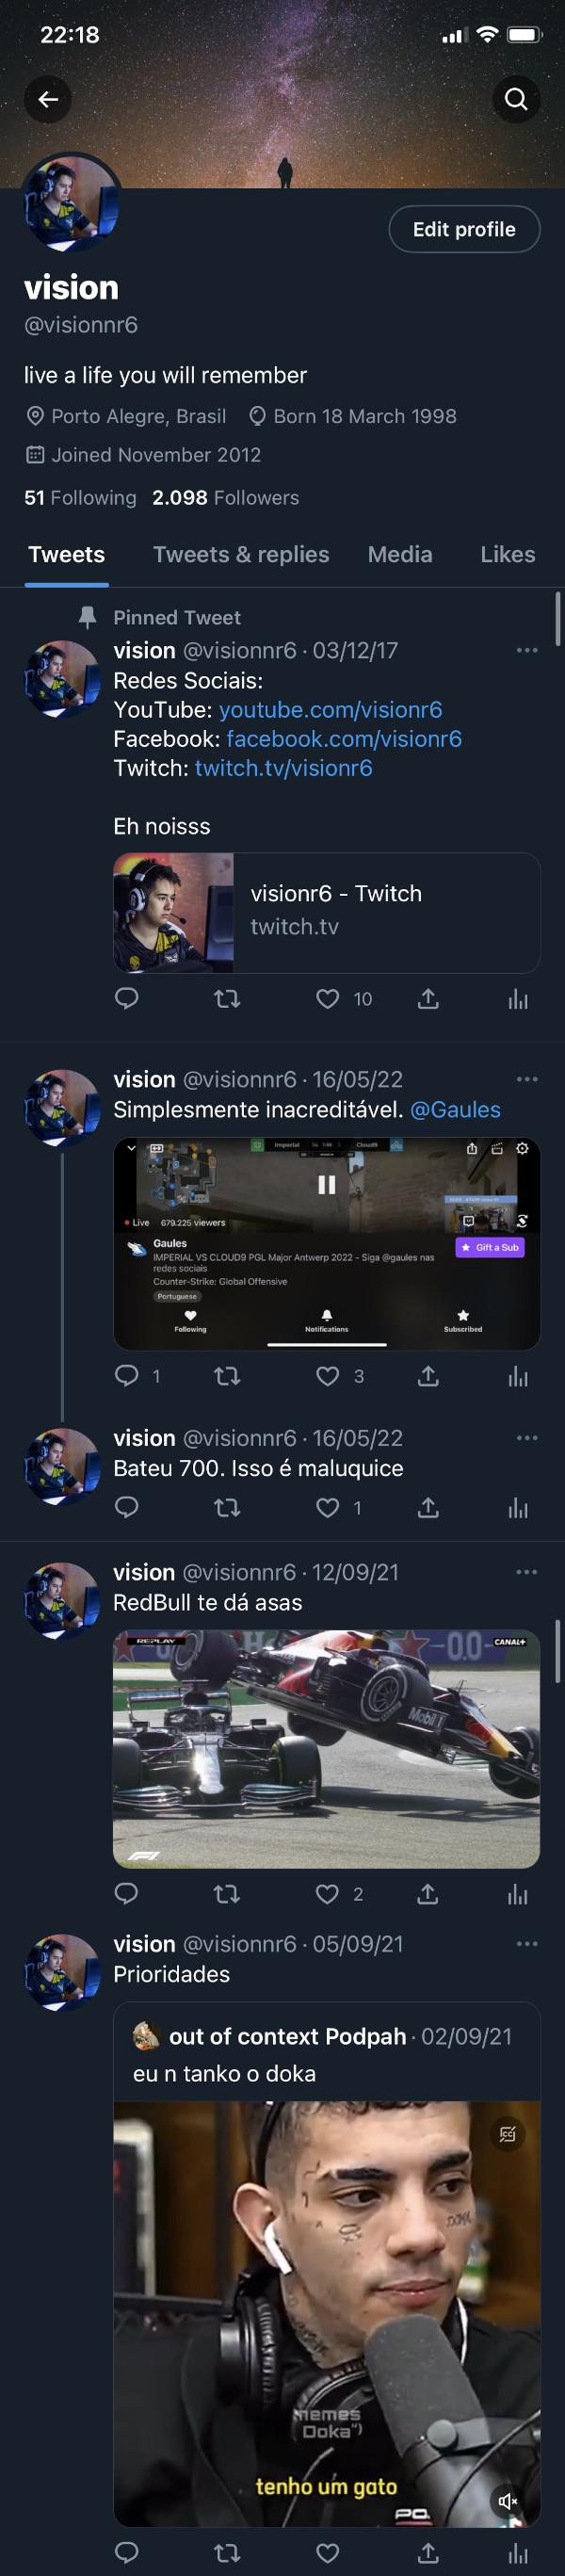 22:18
Edit profile
vision
@visionnr6
live a life you will remember
Porto Alegre, Brasil Born 18 March 1998
Joined November 2012
51 Following 2.098 Followers
Tweets Tweets & replies Media Likes
Pinned Tweet
vision @visionnr6 · 03/12/17
Redes Sociais:
YouTube: youtube.com/visionr6
Facebook: facebook.com/visionr6
Twitch: twitch.tv/visionr6
Eh noisss
visionr6 - Twitch
twitch.tv
10
vision @visionnr6 · 16/05/22
Simplesmente inacreditável. @Gaules
Imperial Cloud9
Live 679.225 viewers
Gaules
IMPERIAL VS CLOUD9 PGL Major Antwerp 2022 - Siga @gaules nas
redes sociais
Counter-Strike: Global Offensive
Portuguese
Gift a Sub
Following Notifications Subscribed
1 3
vision @visionnr6 · 16/05/22
Bateu 700. Isso é maluquice
1
vision @visionnr6 · 12/09/21
RedBull te dá asas
REPLAY CANAL+
Mobil 1
F1
2
vision @visionnr6 · 05/09/21
Prioridades
out of context Podpah · 02/09/21
eu n tanko o doka
memes
Doka")
tenho um gato